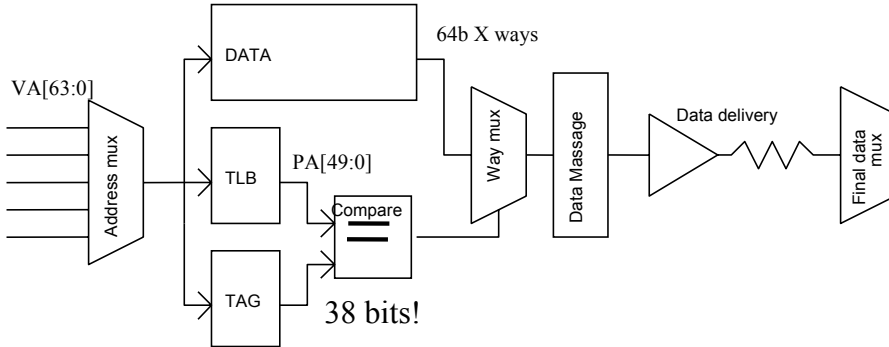 64b X ways
DATA
VA[63:0]
Address mux
TLB
PA[49:0]
Compare
TAG
38 bits!
Way mux
Data Massage
Data delivery
Final data
mux